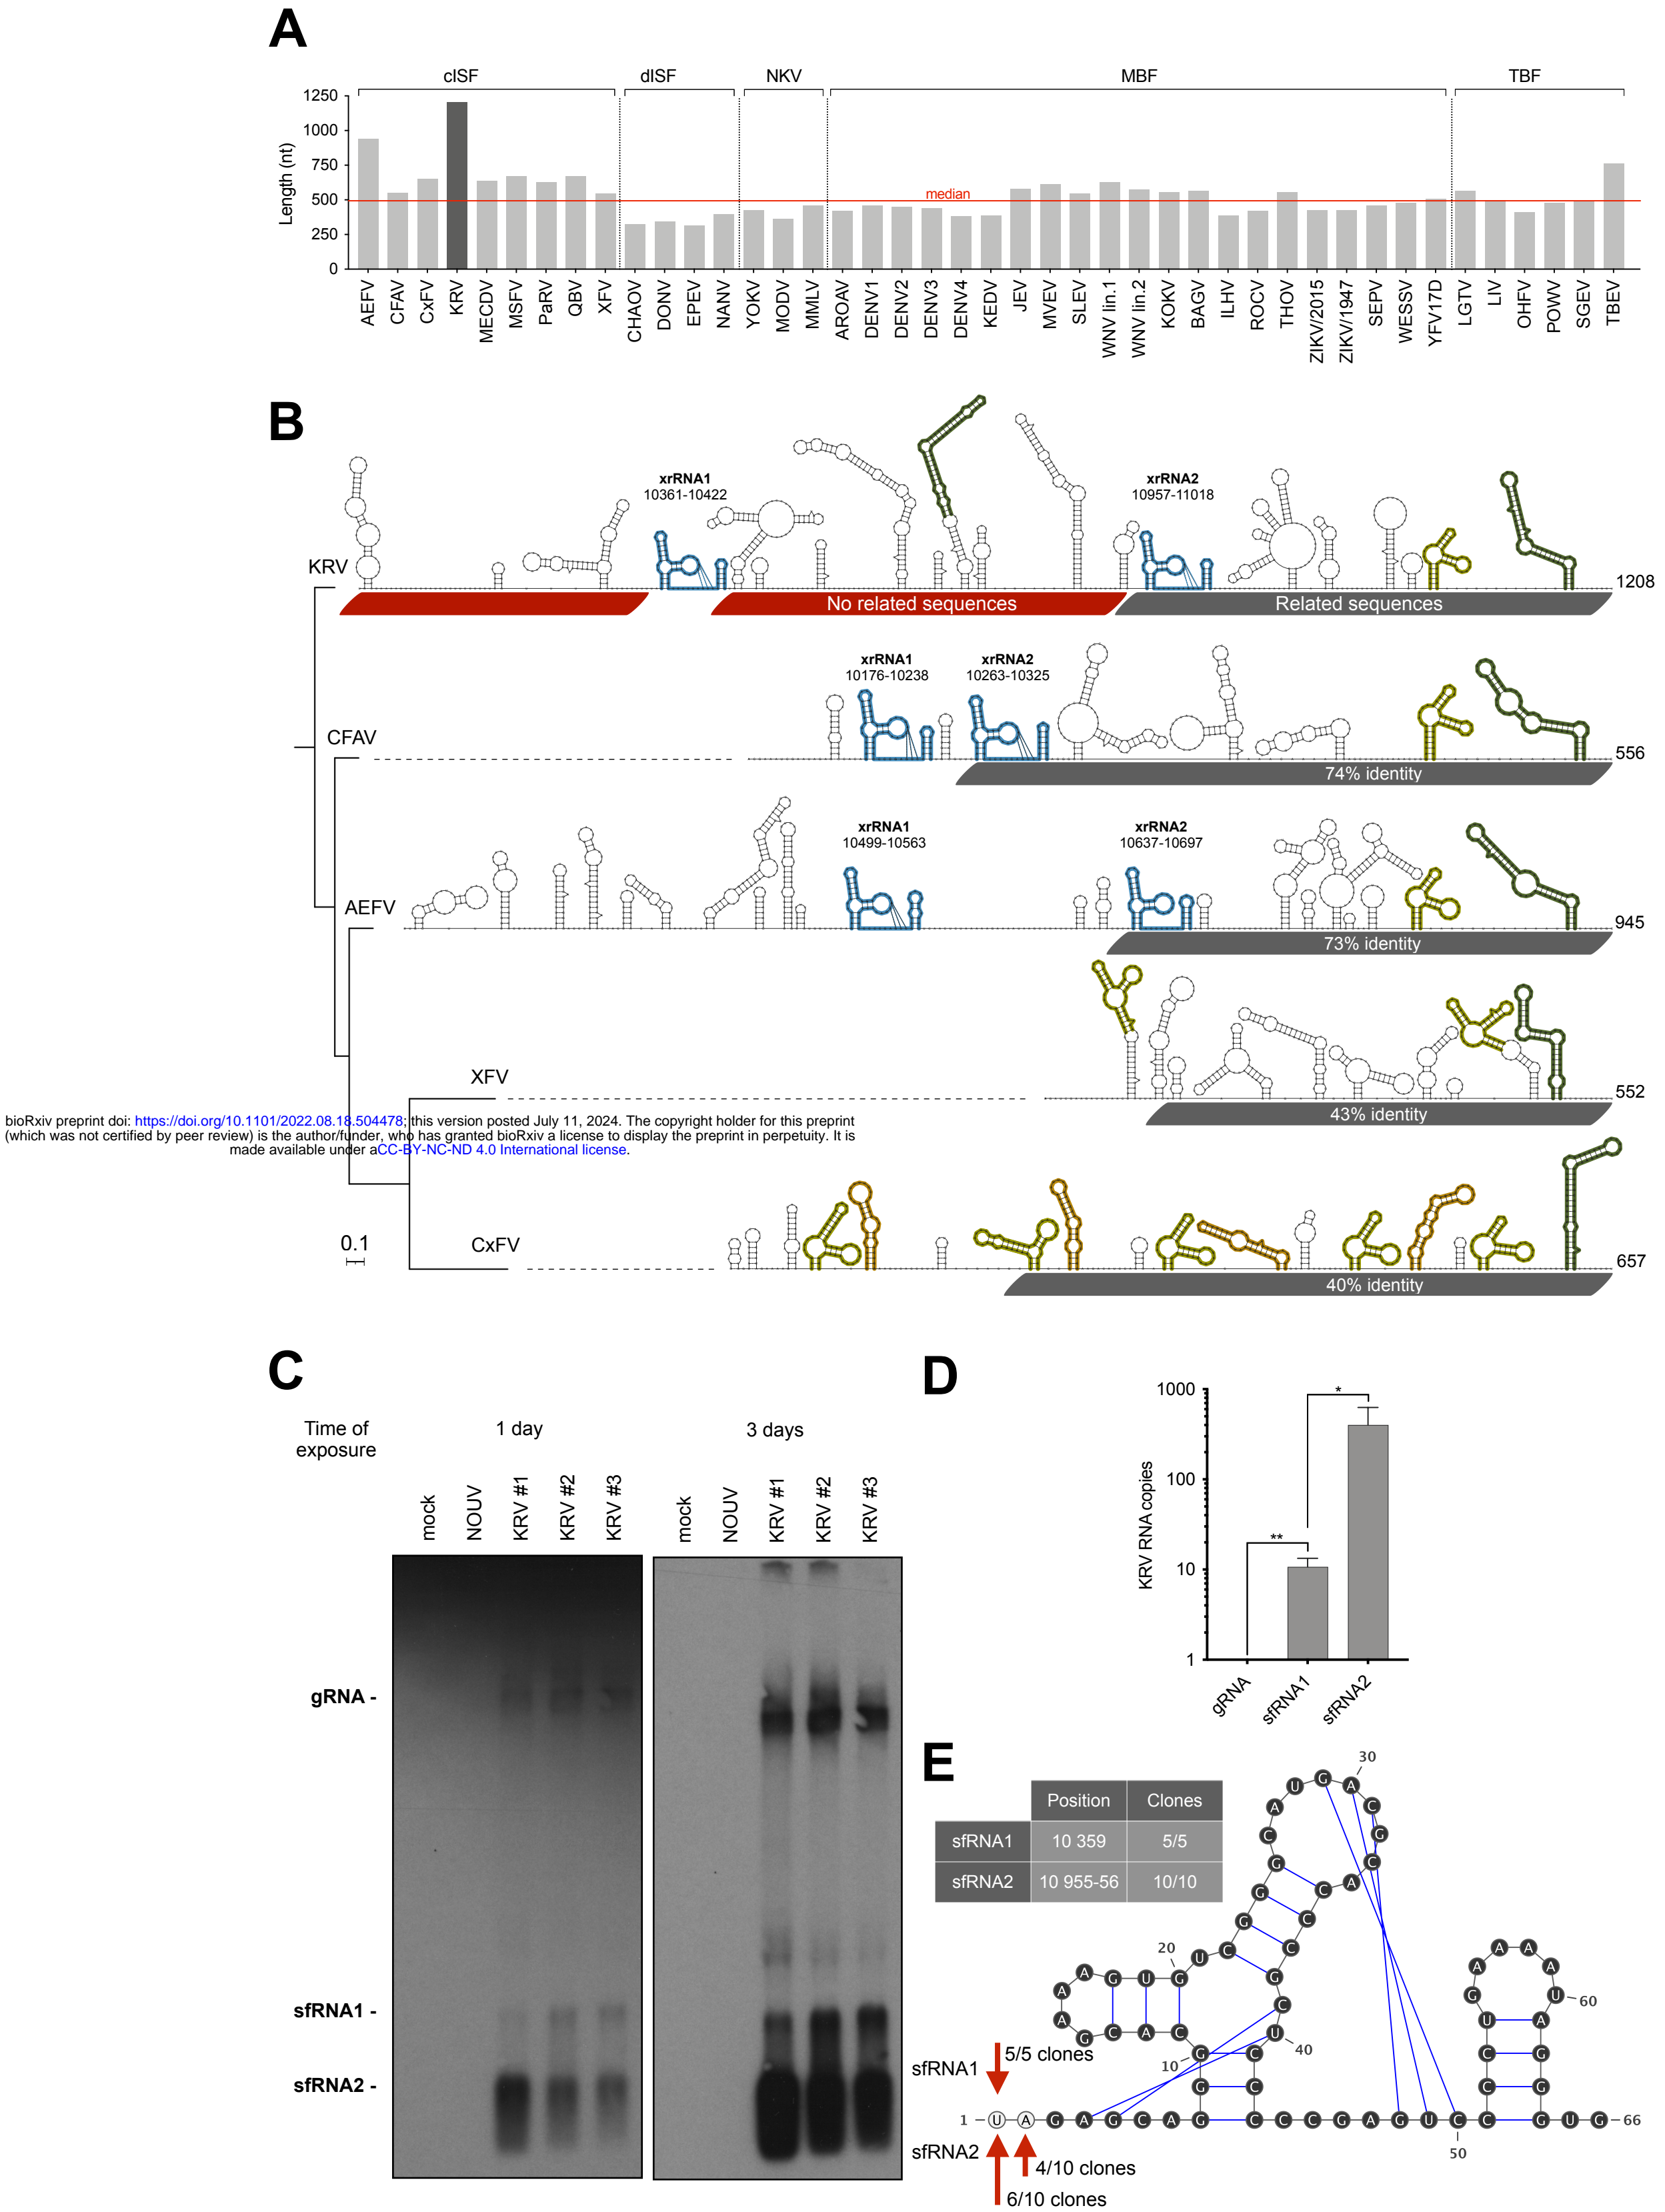 A
cISF dISF NKV MBF TBF
1250
1000
750
500
250
0
Length (nt)
median
AEFV CFAV CxFV KRV MECDV MSFV PaRV QBV XFV CHAOV DONV EPEV NANV YOKV MODV MMLV AROAV DENV1 DENV2 DENV3 DENV4 KEDV JEV MVEV SLEV WNV lin.1 WNV lin.2 KOKV BAGV ILHV ROCV THOV ZIKV/2015 ZIKV/1947 SEPV WESSV YFV17D LGTV LIV OHFV POWV SGEV TBEV
B
xrRNA1 xrRNA2
10361-10422 10957-11018
KRV 1208
No related sequences Related sequences
xrRNA1 xrRNA2
10176-10238 10263-10325
CFAV 556
74% identity
xrRNA1 xrRNA2
10499-10563 10637-10697
AEFV 945
73% identity
XFV 552
43% identity
bioRxiv preprint doi: https://doi.org/10.1101/2022.08.18.504478; this version posted July 11, 2024. The copyright holder for this preprint
(which was not certified by peer review) is the author/funder, who has granted bioRxiv a license to display the preprint in perpetuity. It is
made available under aCC-BY-NC-ND 4.0 International license.
0.1
CxFV 657
40% identity
C
Time of
exposure
1 day 3 days
mock NOUV KRV #1 KRV #2 KRV #3 mock NOUV KRV #1 KRV #2 KRV #3
gRNA -
sfRNA1 -
sfRNA2 -
D
1000
100
10
1
KRV RNA copies
** *
gRNA sfRNA1 sfRNA2
E
Position Clones
sfRNA1 10 359 5/5
sfRNA2 10 955-56 10/10
30
20
10
40
60
50
sfRNA1 5/5 clones
1 U A G A G C A G C C C G A G U C C G U G 66
G G C A C G A A A G U G U C G G G C A U G A C G C A C C C G C U C C
C C U G A A A A U A G G
sfRNA2
4/10 clones
6/10 clones